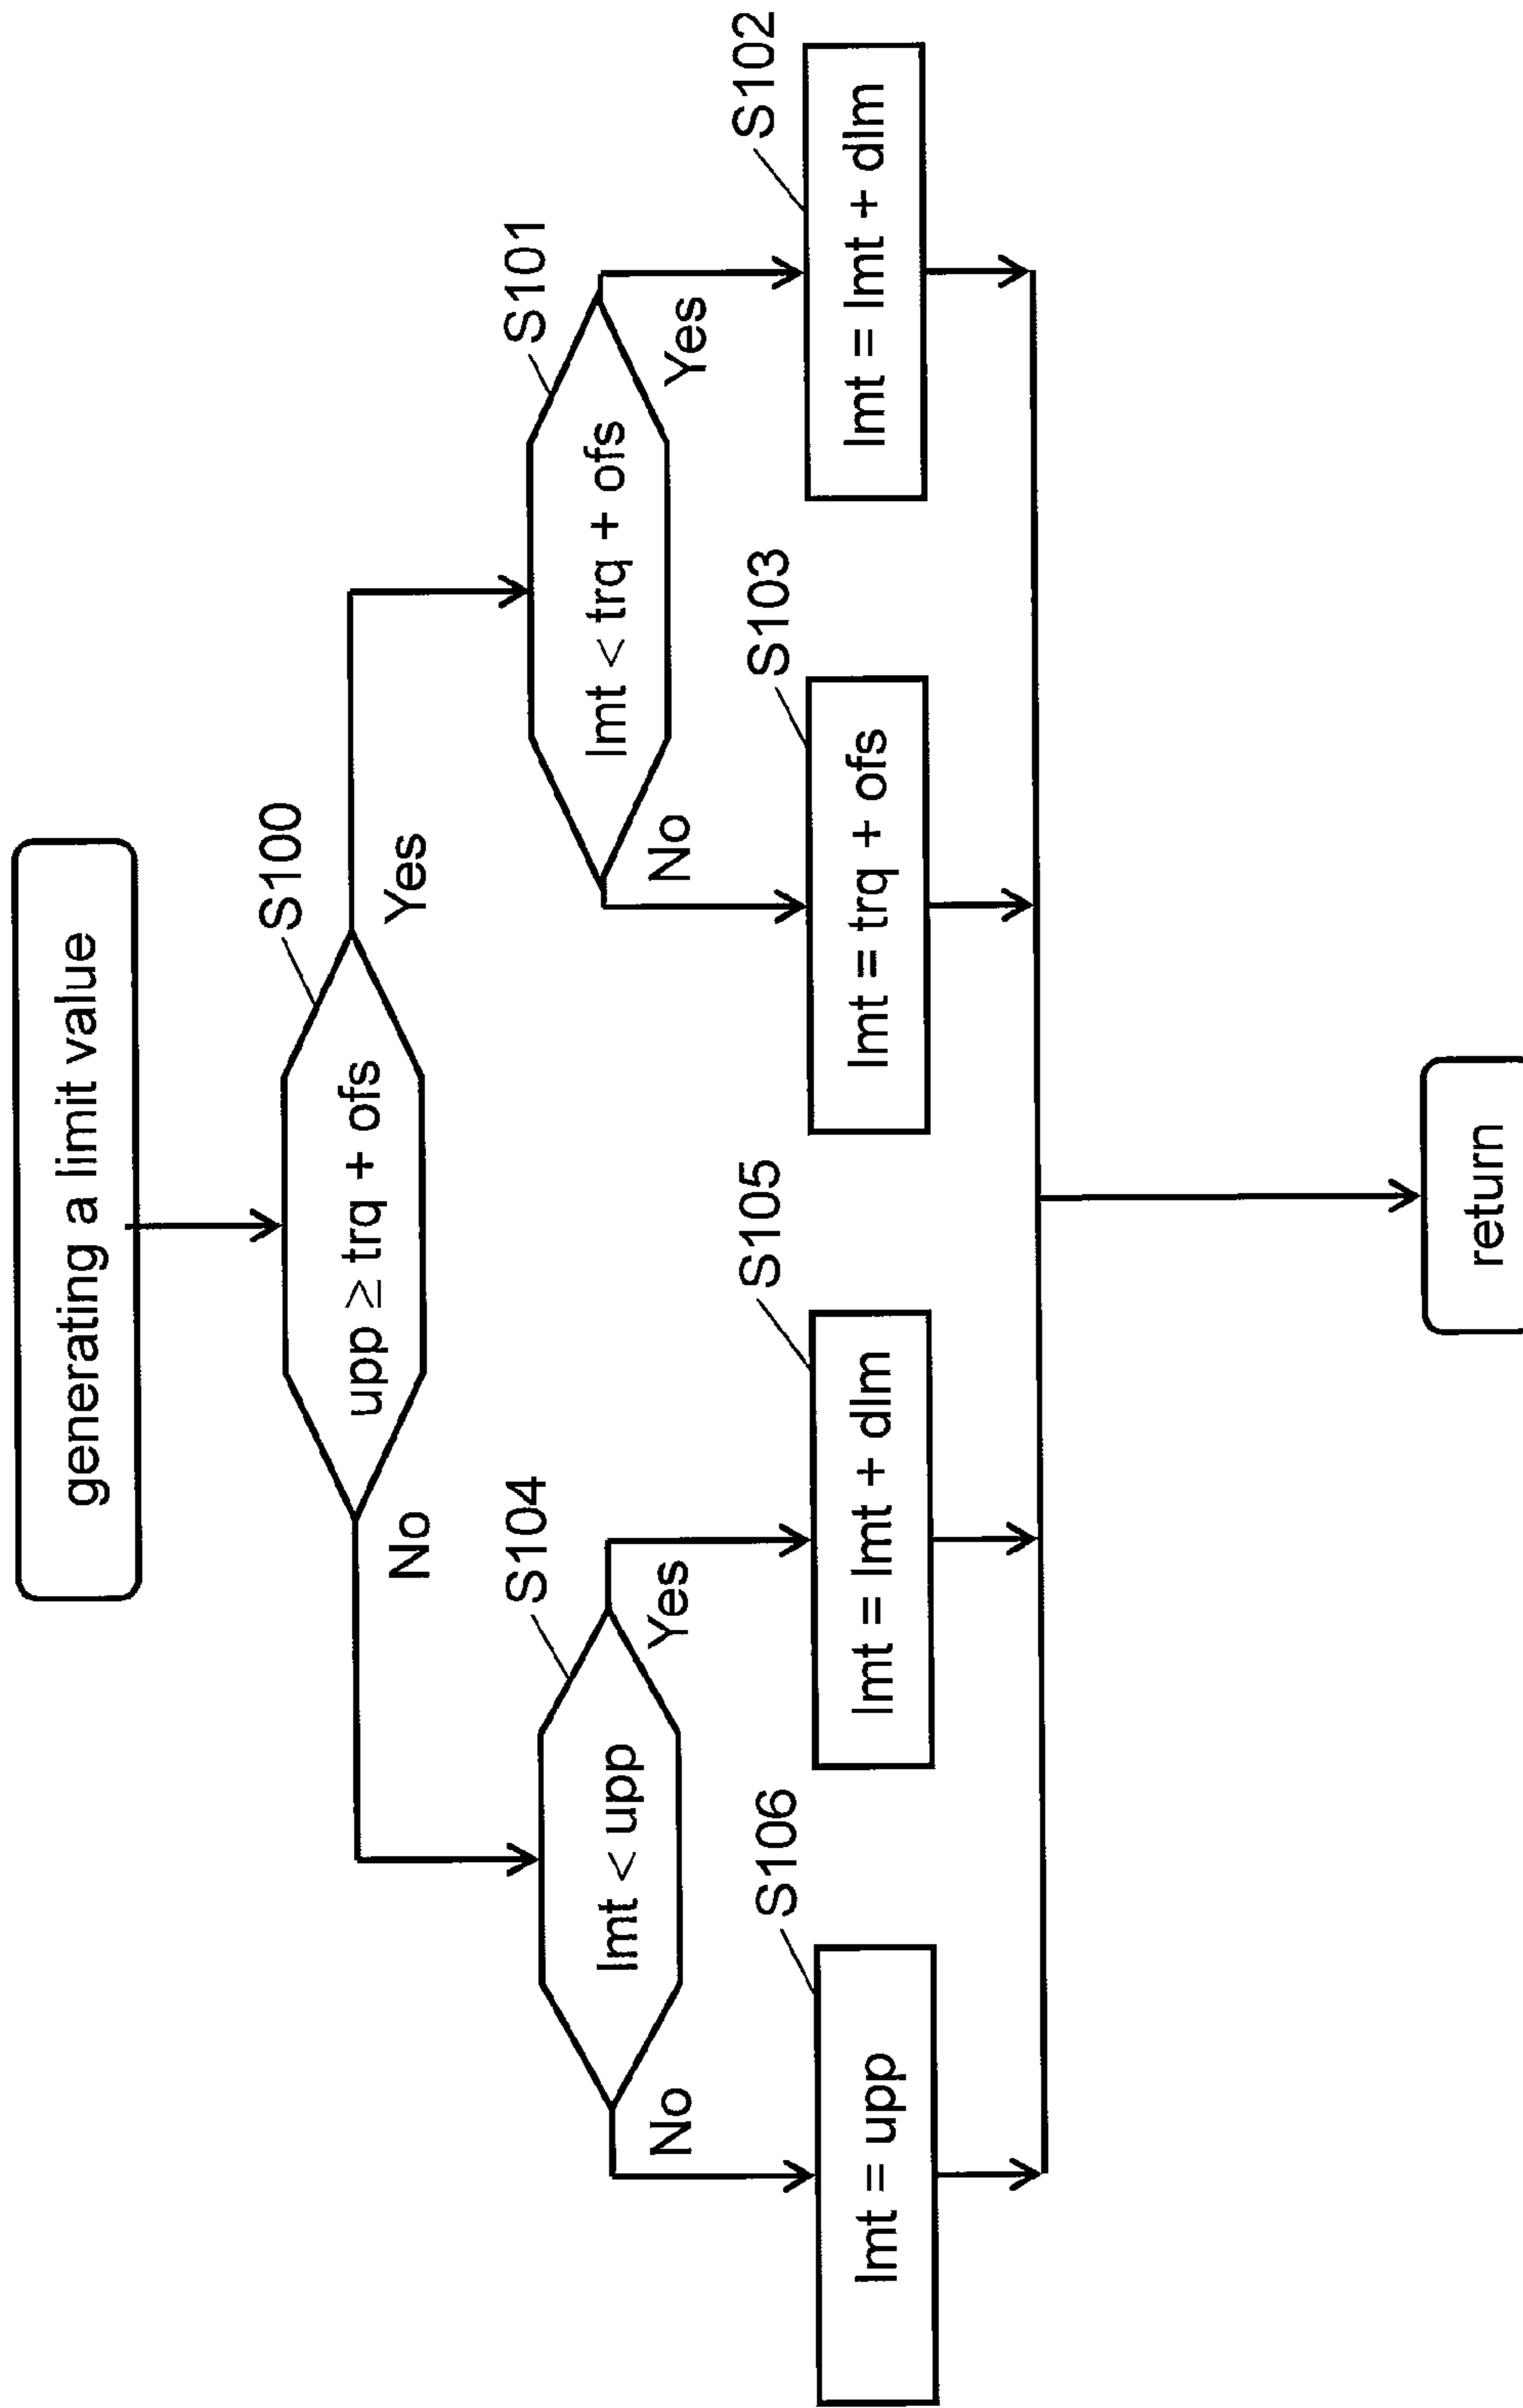 generating a limit value
S100
upp ≥ trq + ofs
No
Yes
S104
lmt < upp
No
Yes
S101
lmt < trq + ofs
No
Yes
S106
lmt = upp
S105
lmt = lmt + dlm
S103
lmt = trq + ofs
S102
lmt = lmt + dlm
return